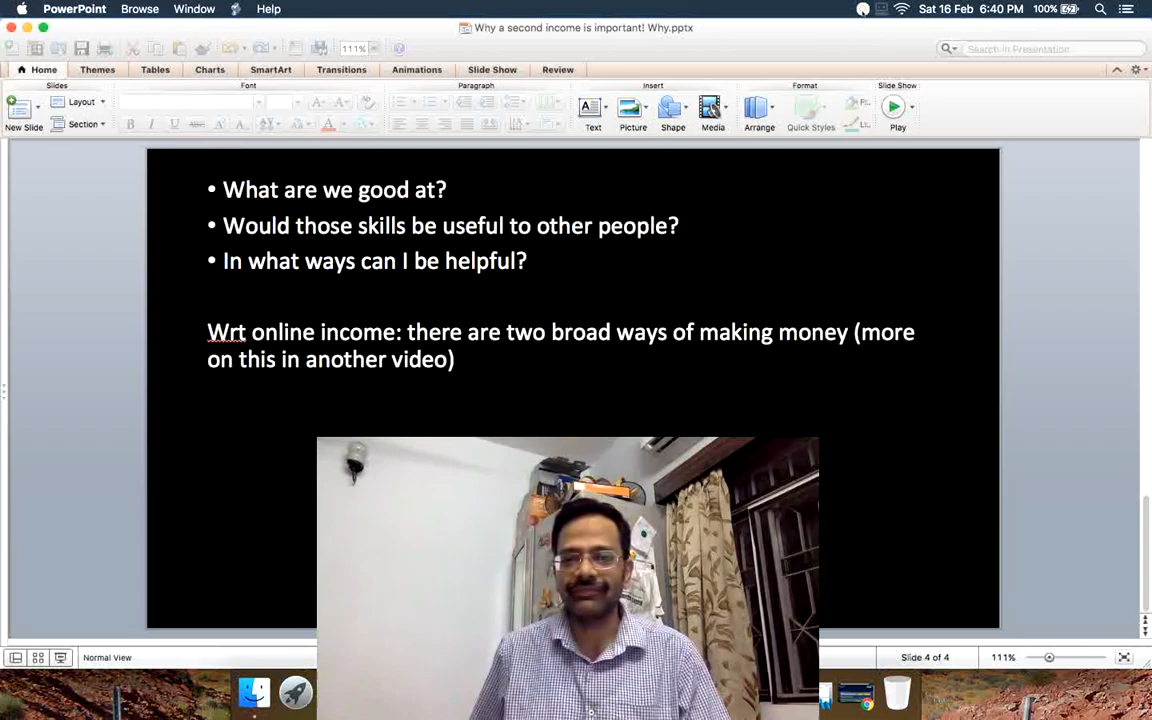 PowerPoint Browse Window Help Sat 16 Feb 6:40 PM 100%
Why a second income is important! Why.pptx
111% Search in Presentation
Home Themes Tables Charts SmartArt Transitions Animations Slide Show Review
Slides Font Paragraph Insert Format Slide Show
Layout
New Slide Section B I U ABC A A Text Picture Shape Media Arrange Quick Styles Play
• What are we good at?
• Would those skills be useful to other people?
• In what ways can I be helpful?
Wrt online income: there are two broad ways of making money (more
on this in another video)
Normal View Slide 4 of 4 111%